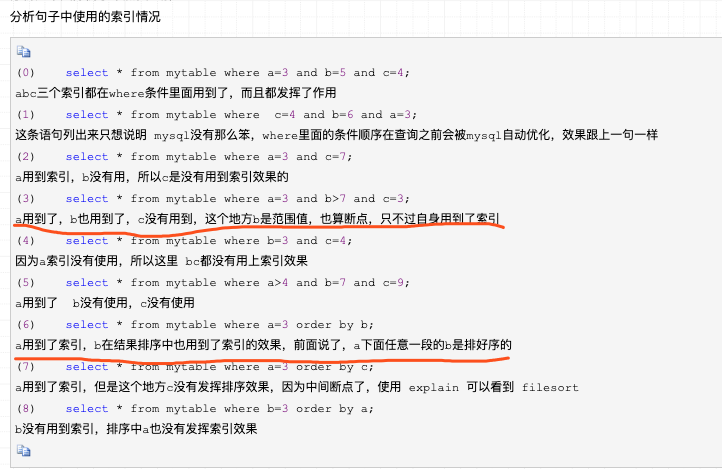 分析句子中使用的索引情况
(0) select * from mytable where a=3 and b=5 and c=4;
abc三个索引都在where条件里面用到了，而且都发挥了作用
(1) select * from mytable where c=4 and b=6 and a=3;
这条语句列出来只想说明 mysql没有那么笨，where里面的条件顺序在查询之前会被mysql自动优化，效果跟上一句一样
(2) select * from mytable where a=3 and c=7;
a用到索引，b没有用，所以c是没有用到索引效果的
(3) select * from mytable where a=3 and b>7 and c=3;
a用到了，b也用到了，c没有用到，这个地方b是范围值，也算断点，只不过自身用到了索引
(4) select * from mytable where b=3 and c=4;
因为a索引没有使用，所以这里 bc都没有用上索引效果
(5) select * from mytable where a>4 and b=7 and c=9;
a用到了 b没有使用，c没有使用
(6) select * from mytable where a=3 order by b;
a用到了索引，b在结果排序中也用到了索引的效果，前面说了，a下面任意一段的b是排好序的
(7) select * from mytable where a=3 order by c;
a用到了索引，但是这个地方c没有发挥排序效果，因为中间断点了，使用 explain 可以看到 filesort
(8) select * from mytable where b=3 order by a;
b没有用到索引，排序中a也没有发挥索引效果